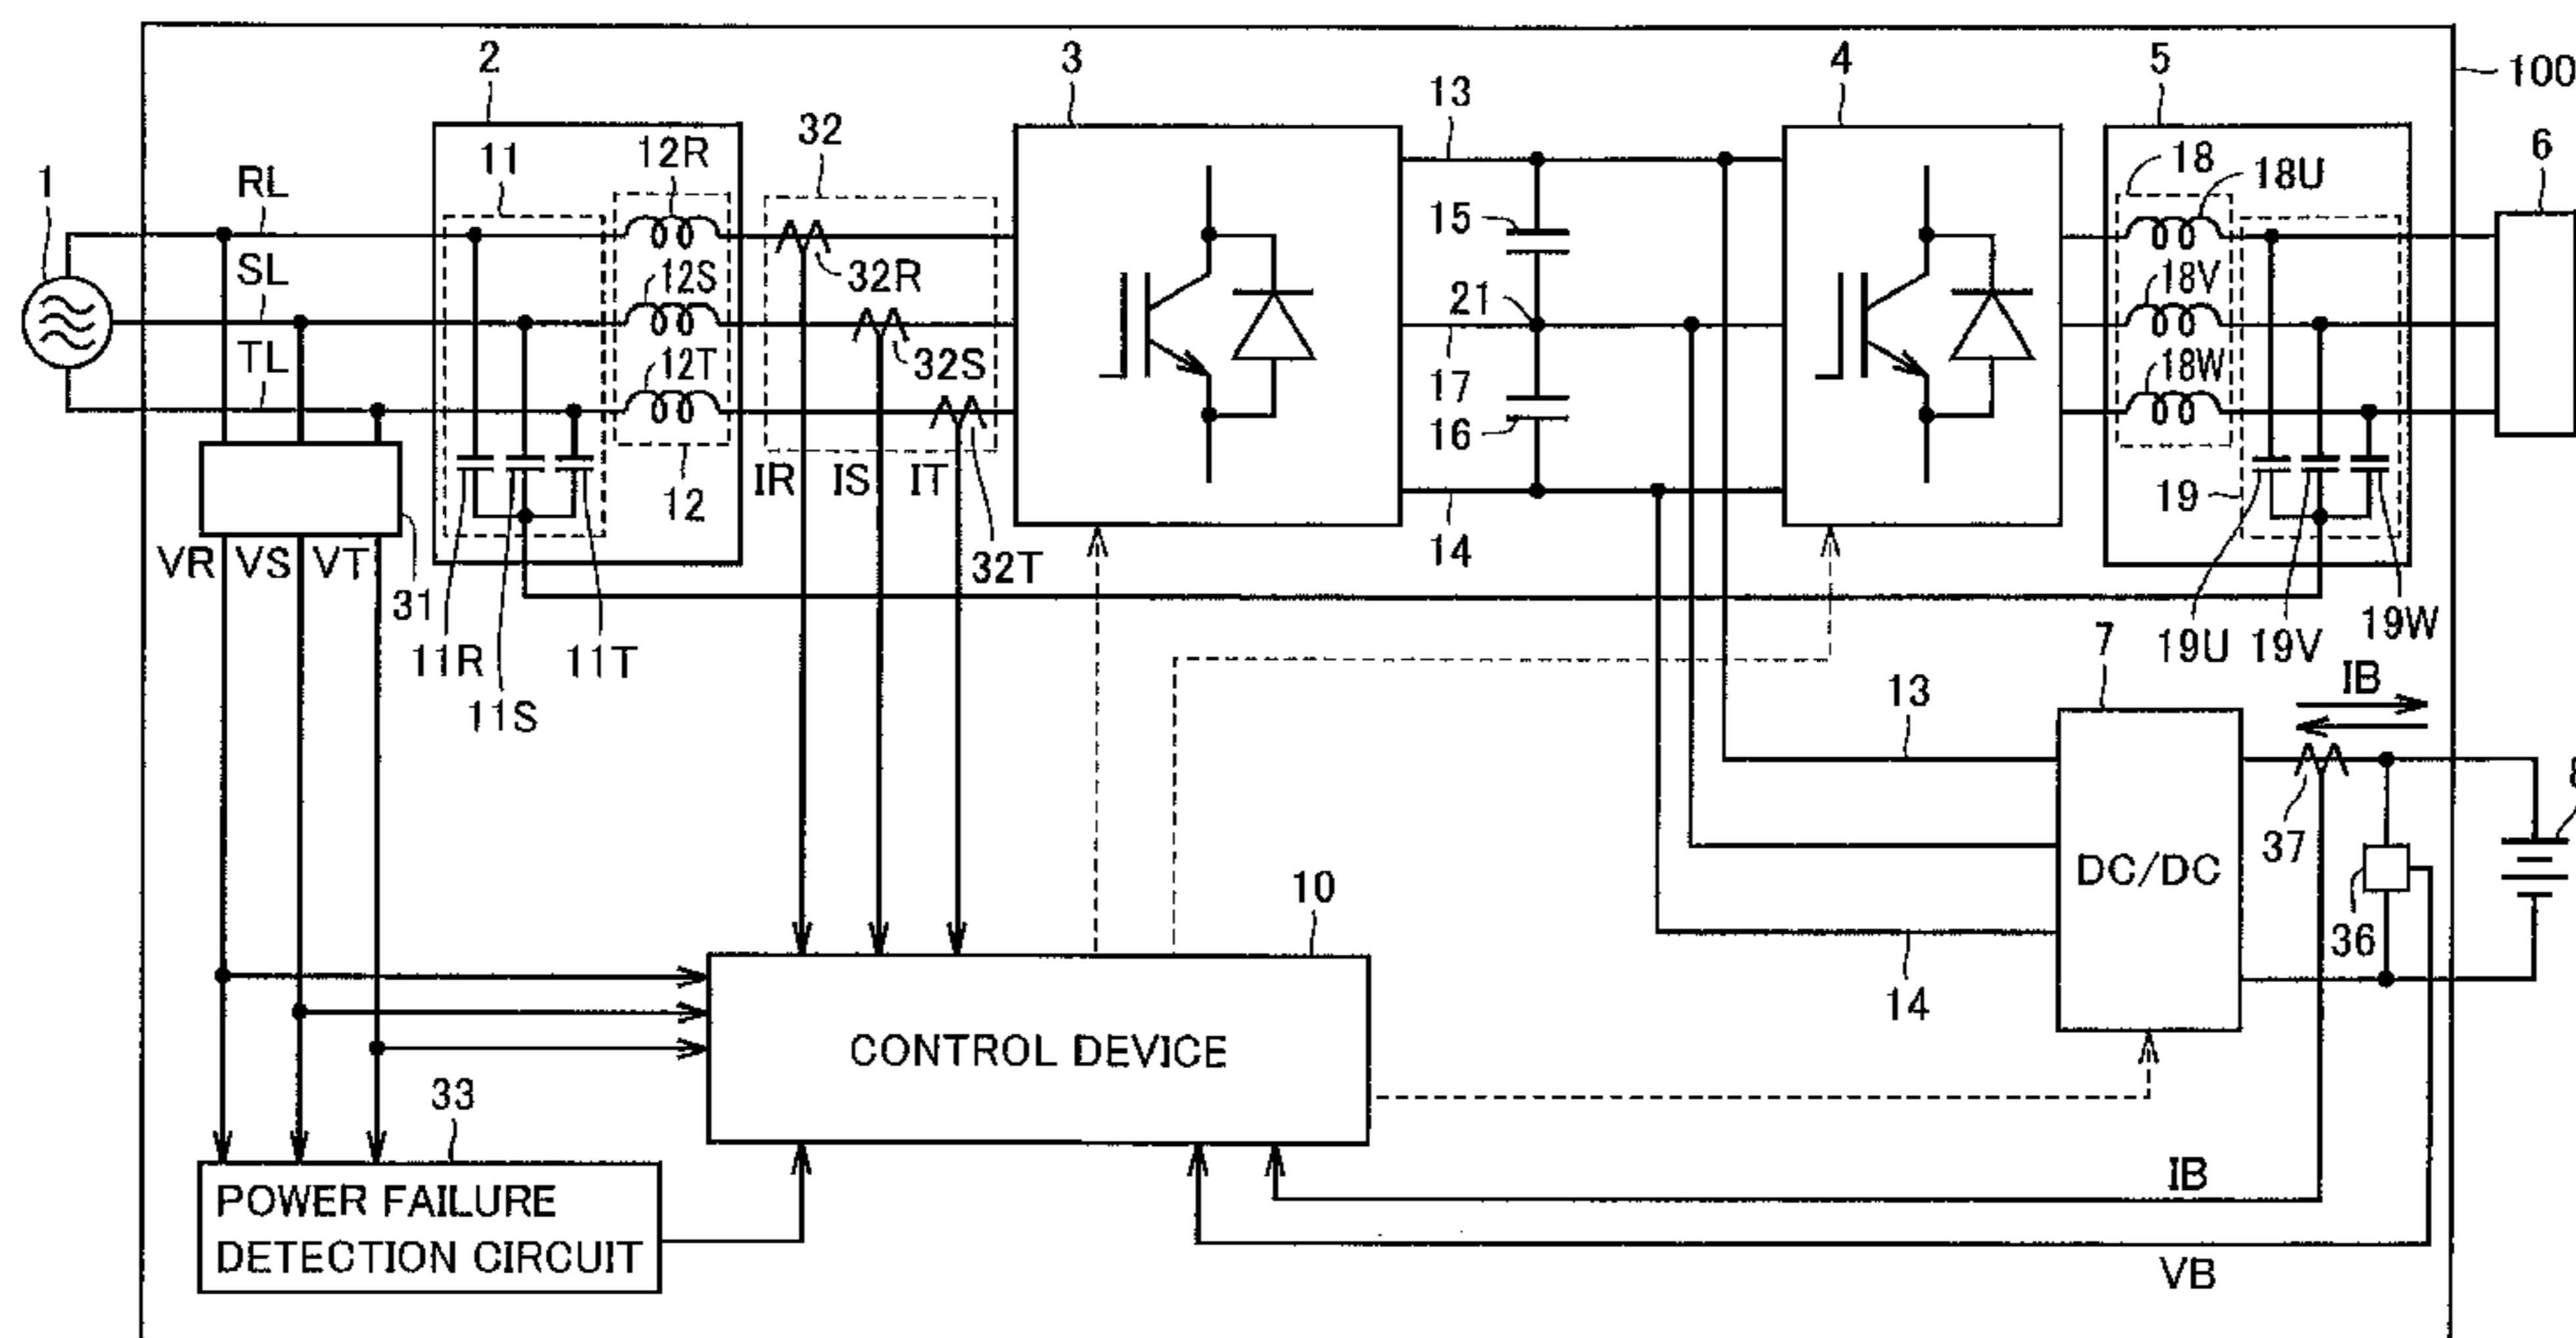 2
3
13
4
5
100
1
RL
11
12R
32
15
18
18U
6
SL
12S
32R
21
18V
TL
12T
32S
17
16
18W
IR
IS
IT
12
19
VR
VS
VT
31
32T
14
11R
11S
11T
19U
19V
19W
7
IB
13
37
DC/DC
36
14
10
CONTROL DEVICE
33
POWER FAILURE
DETECTION CIRCUIT
IB
VB